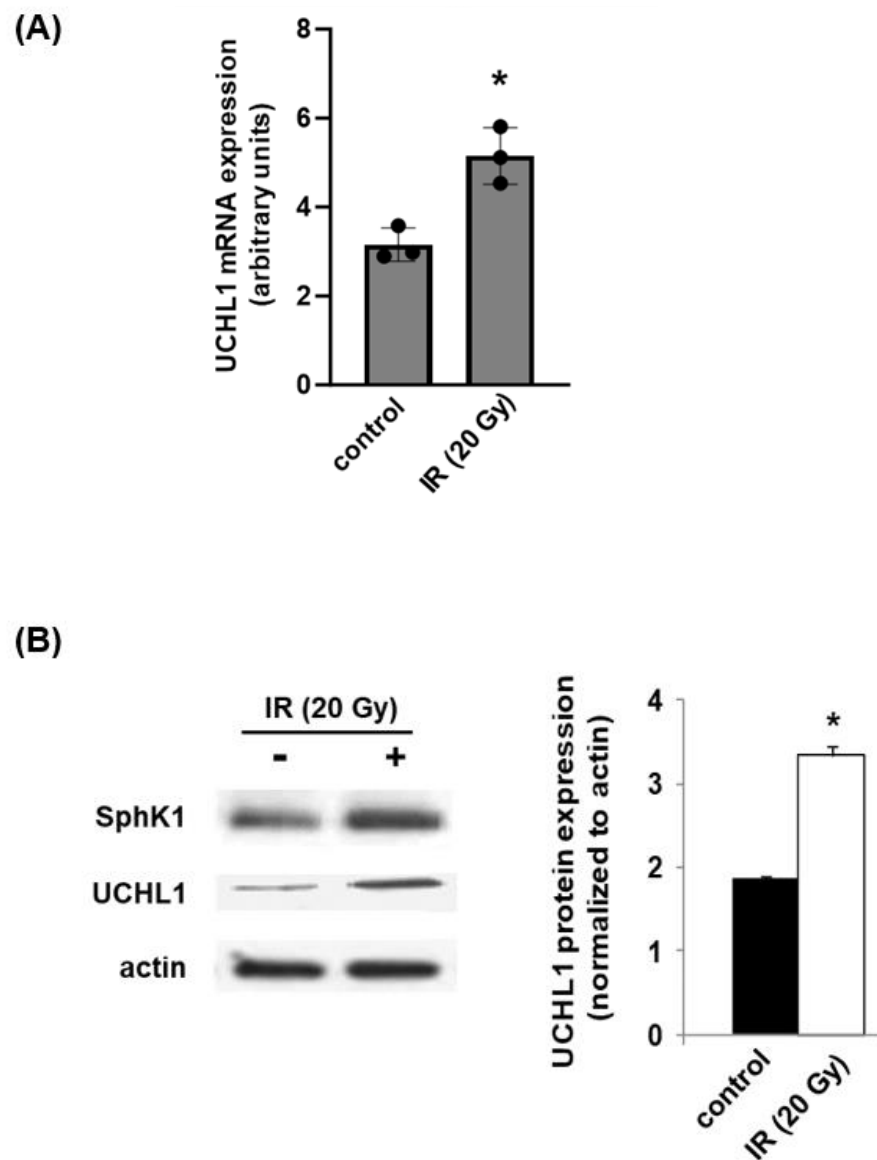 (A)
UCHL1 mRNA expression
(arbitrary units)
8
6
4
2
0
*
control
IR (20 Gy)
(B)
IR (20 Gy)
- +
SphK1
UCHL1
actin
UCHL1 protein expression
(normalized to actin)
4
3
2
1
0
*
control
IR (20 Gy)